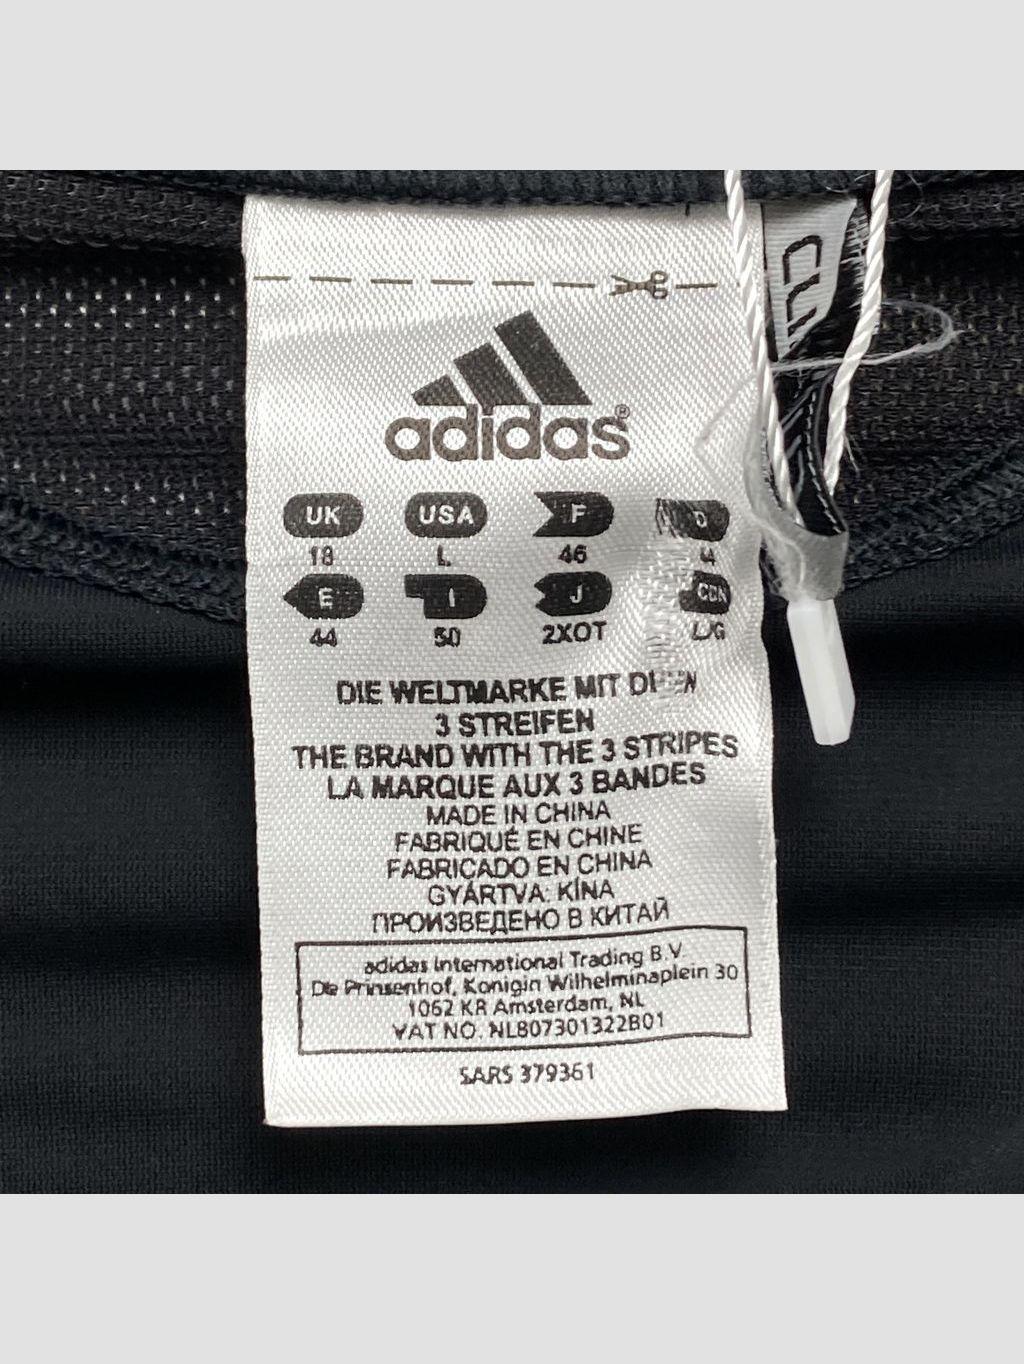 adidas®
UK USA F D
18 L 46
E I J CDN
44 50 2XOT L/G
DIE WELTMARKE MIT
3 STREIFEN
THE BRAND WITH THE 3 STRIPES
LA MARQUE AUX 3 BANDES
MADE IN CHINA
FABRIQUÉ EN CHINE
FABRICADO EN CHINA
GYÁRTVA: KÍNA
ПРОИЗВЕДЕНО В КИТАЙ
adidas International Trading B.V.
De Prinsenhof, Konigin Wilhelminaplein 30
1062 KR Amsterdam, NL
VAT NO. NL807301322B01
SARS 379361